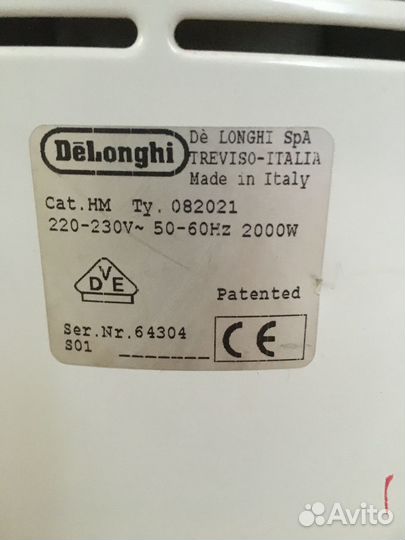 DēLonghi
Dè LONGHI SpA
TREVISO-ITALIA
Made in Italy
Cat.HM Ty. 082021
220-230V~ 50-60Hz 2000W
DVE
Patented
Ser.Nr.64304
S01
CE
Avito